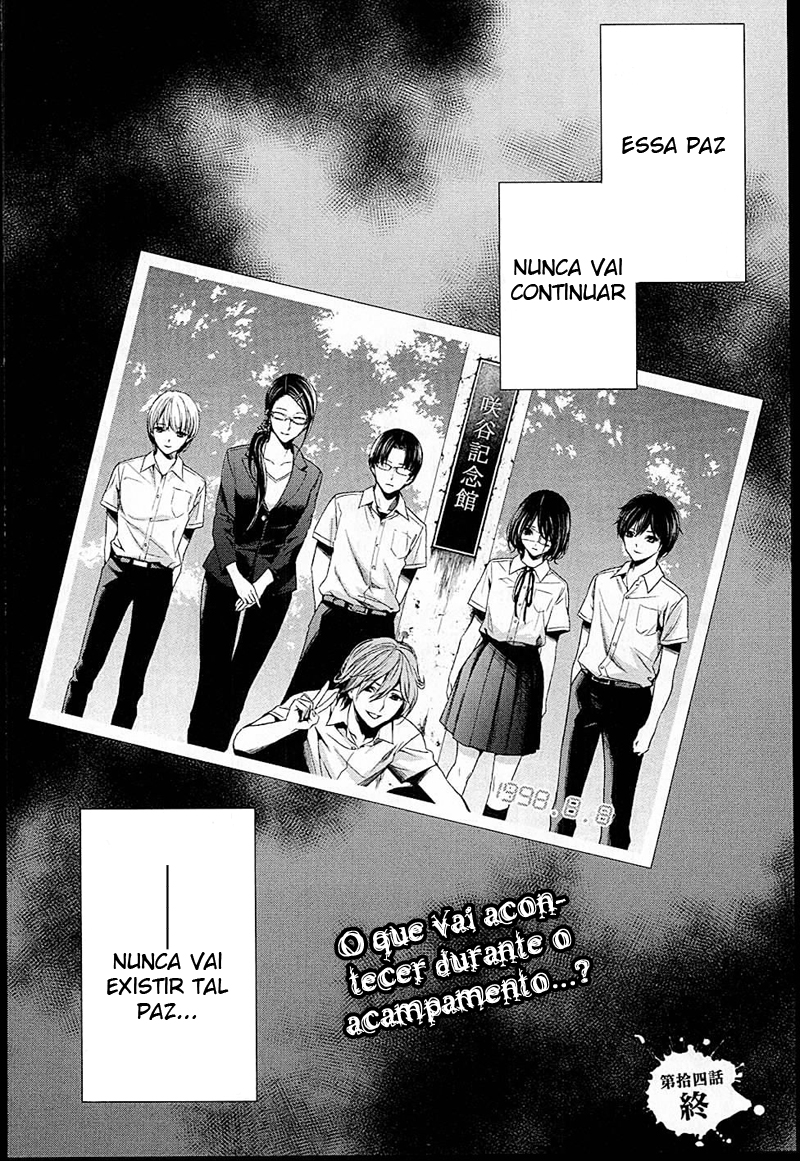 ESSA PAZ
NUNCA VAI
CONTINUAR
咲谷記念館
1998.8.8
NUNCA VAI
EXISTIR TAL
PAZ...
O que vai acon-
tecer durante o
acampamento...?
第拾四話
終